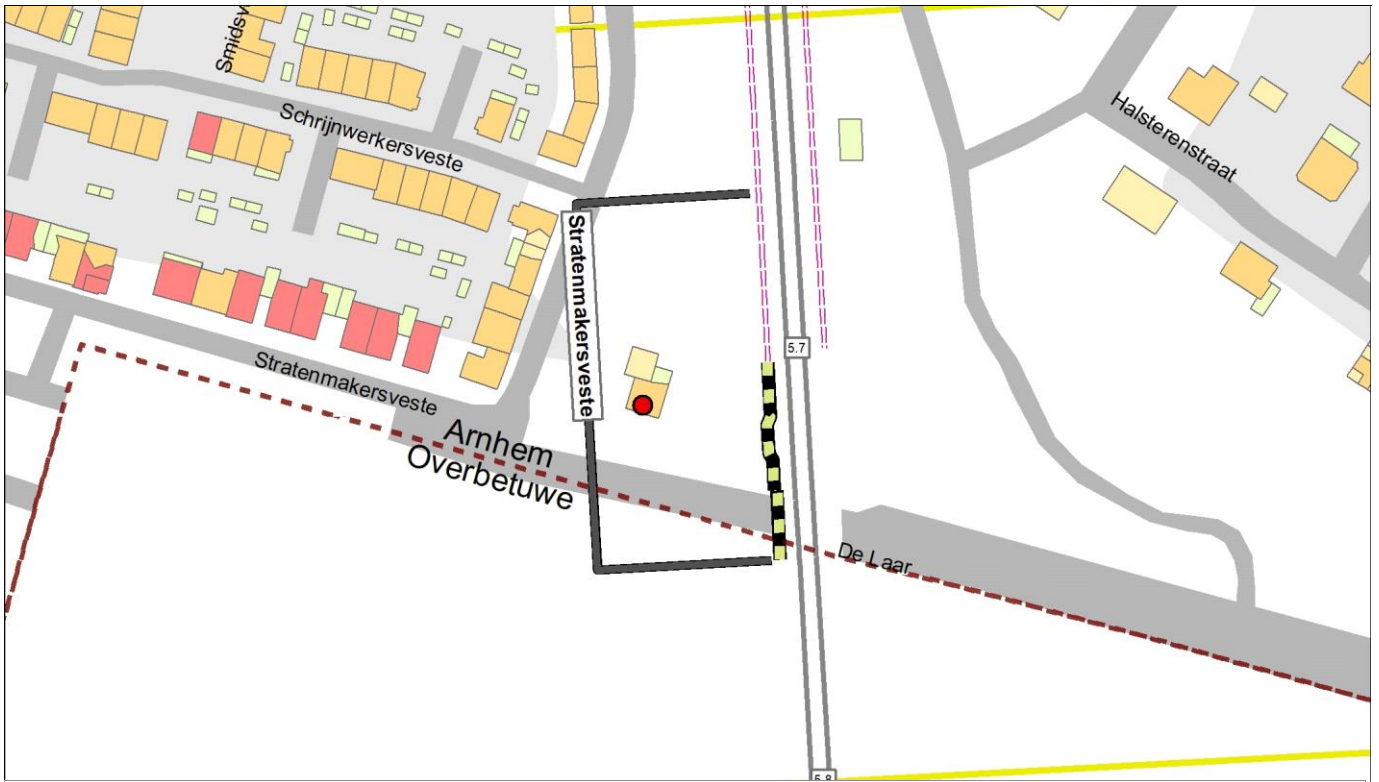 Smidsv
Schrijnwerkersveste
Halsterenstraat
Stratenmakersveste
5.7
Stratenmakersveste
Arnhem
Overbetuwe
De Laar
5.8